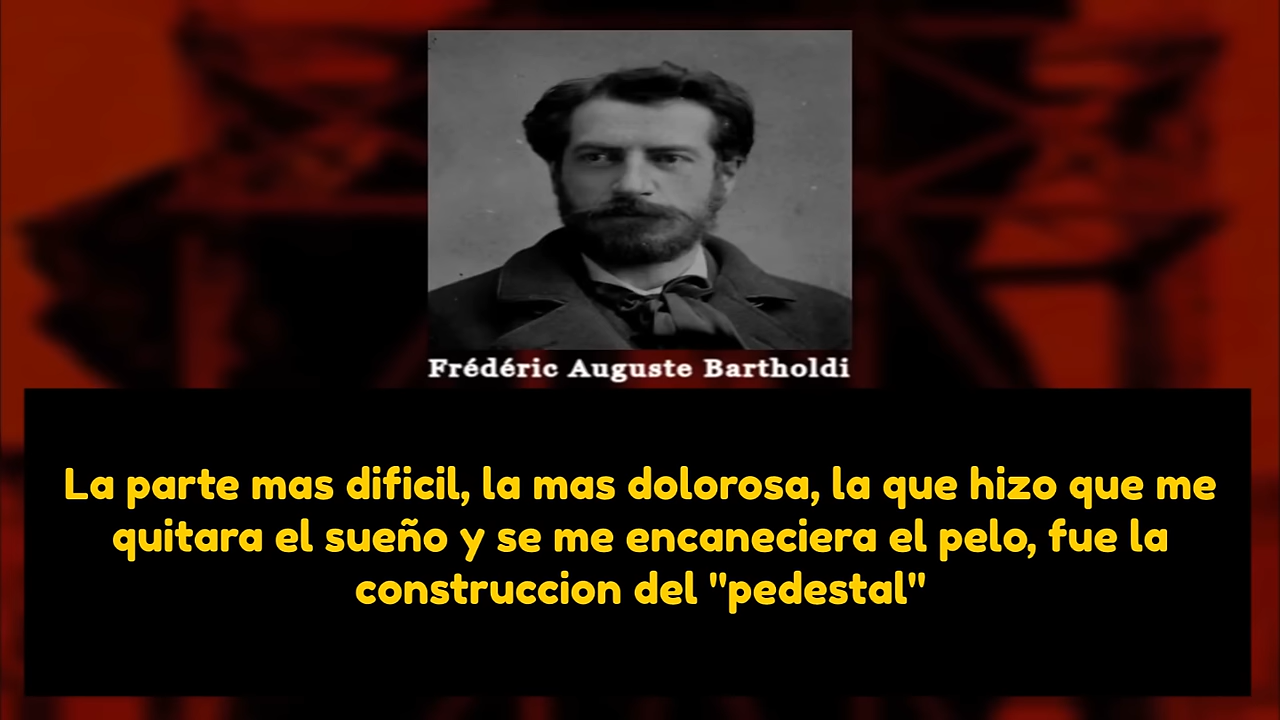 Frédéric Auguste Bartholdi
La parte mas dificil, la mas dolorosa, la que hizo que me
quitara el sueño y se me encaneciera el pelo, fue la
construccion del "pedestal"